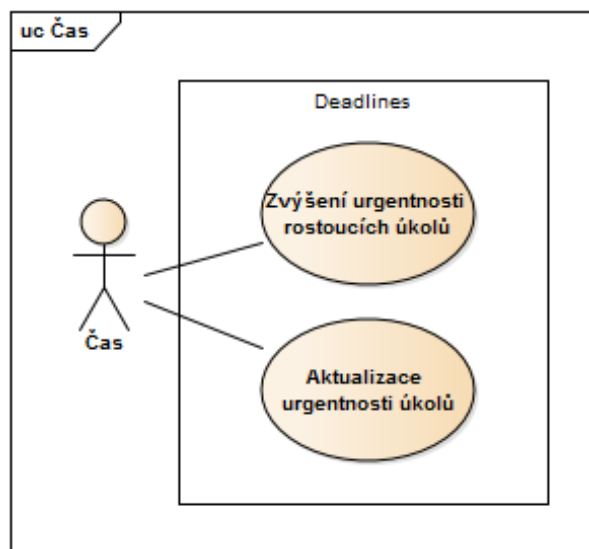 uc Čas
Deadlines
Zvýšení urgentnosti
rostoucích úkolů
Čas
Aktualizace
urgentnosti úkolů